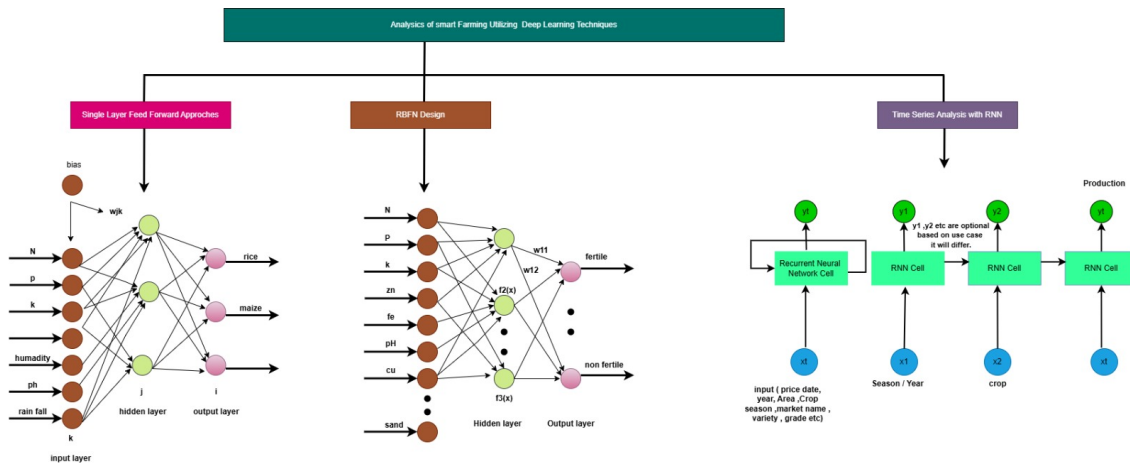 Analysics of smart Farming Utilizing Deep Learning Techniques
Single Layer Feed Forward Approches
bias
wjk
N
p
k
humadity
ph
rain fall
k
input layer
j
hidden layer
i
output layer
rice
maize
RBFN Design
N
p
k
zn
fe
pH
cu
sand
w11
w12
f2(x)
f3(x)
Hidden layer
fertile
non fertile
Output layer
Time Series Analysis with RNN
yt
Recurrent Neural
Network Cell
xt
input ( price date,
year, Area ,Crop
season ,market name ,
variety , grade etc)
y1
y2
y1 ,y2 etc are optional
based on use case
it will differ.
RNN Cell
RNN Cell
x1
Season / Year
x2
crop
Production
yt
RNN Cell
xt